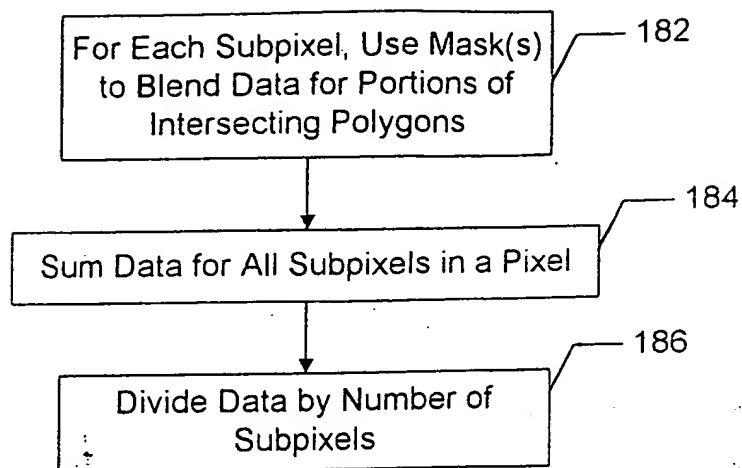 For Each Subpixel, Use Mask(s)
to Blend Data for Portions of
Intersecting Polygons
182
184
Sum Data for All Subpixels in a Pixel
186
Divide Data by Number of
Subpixels